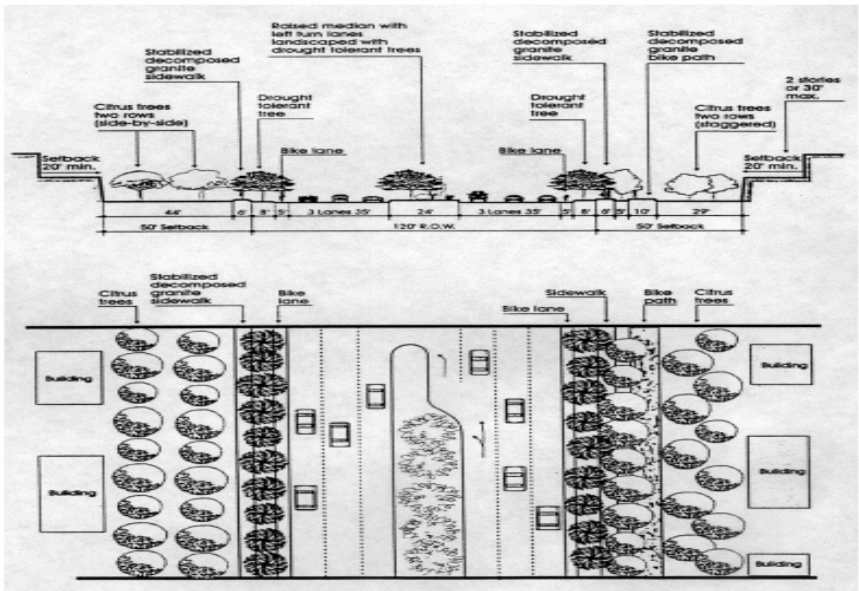 Raised median with
left turn lanes
landscaped with
drought tolerant trees
Stabilized
decomposed
granite
sidewalk
Stabilized
decomposed
granite
sidewalk
Stabilized
decomposed
granite
bike path
2 stories
or 30'
max.
Citrus trees
two rows
(side-by-side)
Drought
tolerant
tree
Drought
tolerant
tree
Citrus trees
two rows
(staggered)
Setback
20' min.
Bike lane
Bike lane
Setback
20' min.
44' 6' 8' 5' 3 Lanes 35' 24' 3 Lanes 35' 5' 8' 6' 5' 10' 29'
50' Setback 120' R.O.W. 50' Setback
Citrus
trees
Stabilized
decomposed
granite
sidewalk
Bike
lane
Bike lane
Sidewalk
Bike
path
Citrus
trees
Building
Building
Building
Building
Building